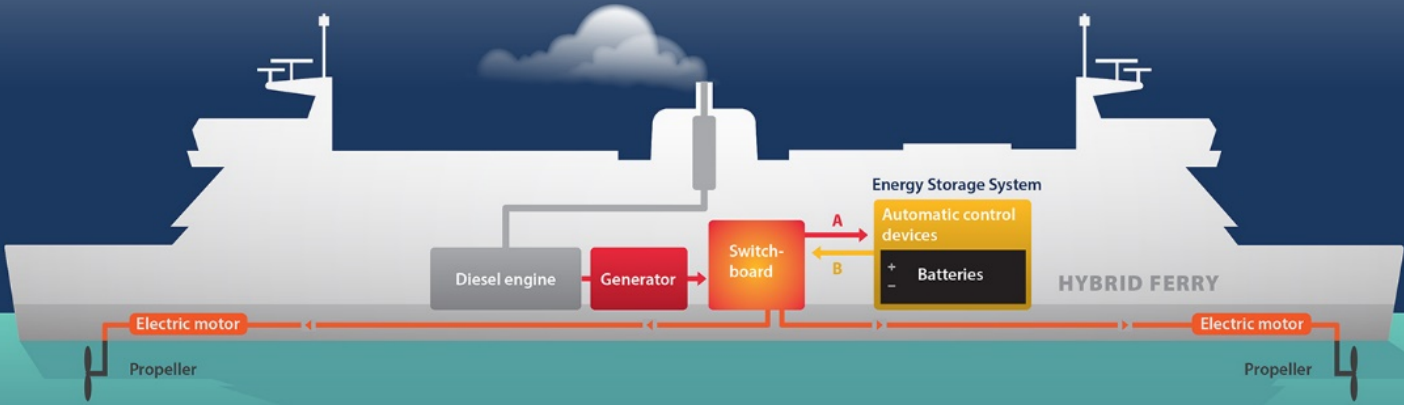 Energy Storage System
Automatic control
devices
A
Switch-
board
B
+
−
Batteries
Diesel engine
Generator
HYBRID FERRY
Electric motor
Electric motor
Propeller
Propeller